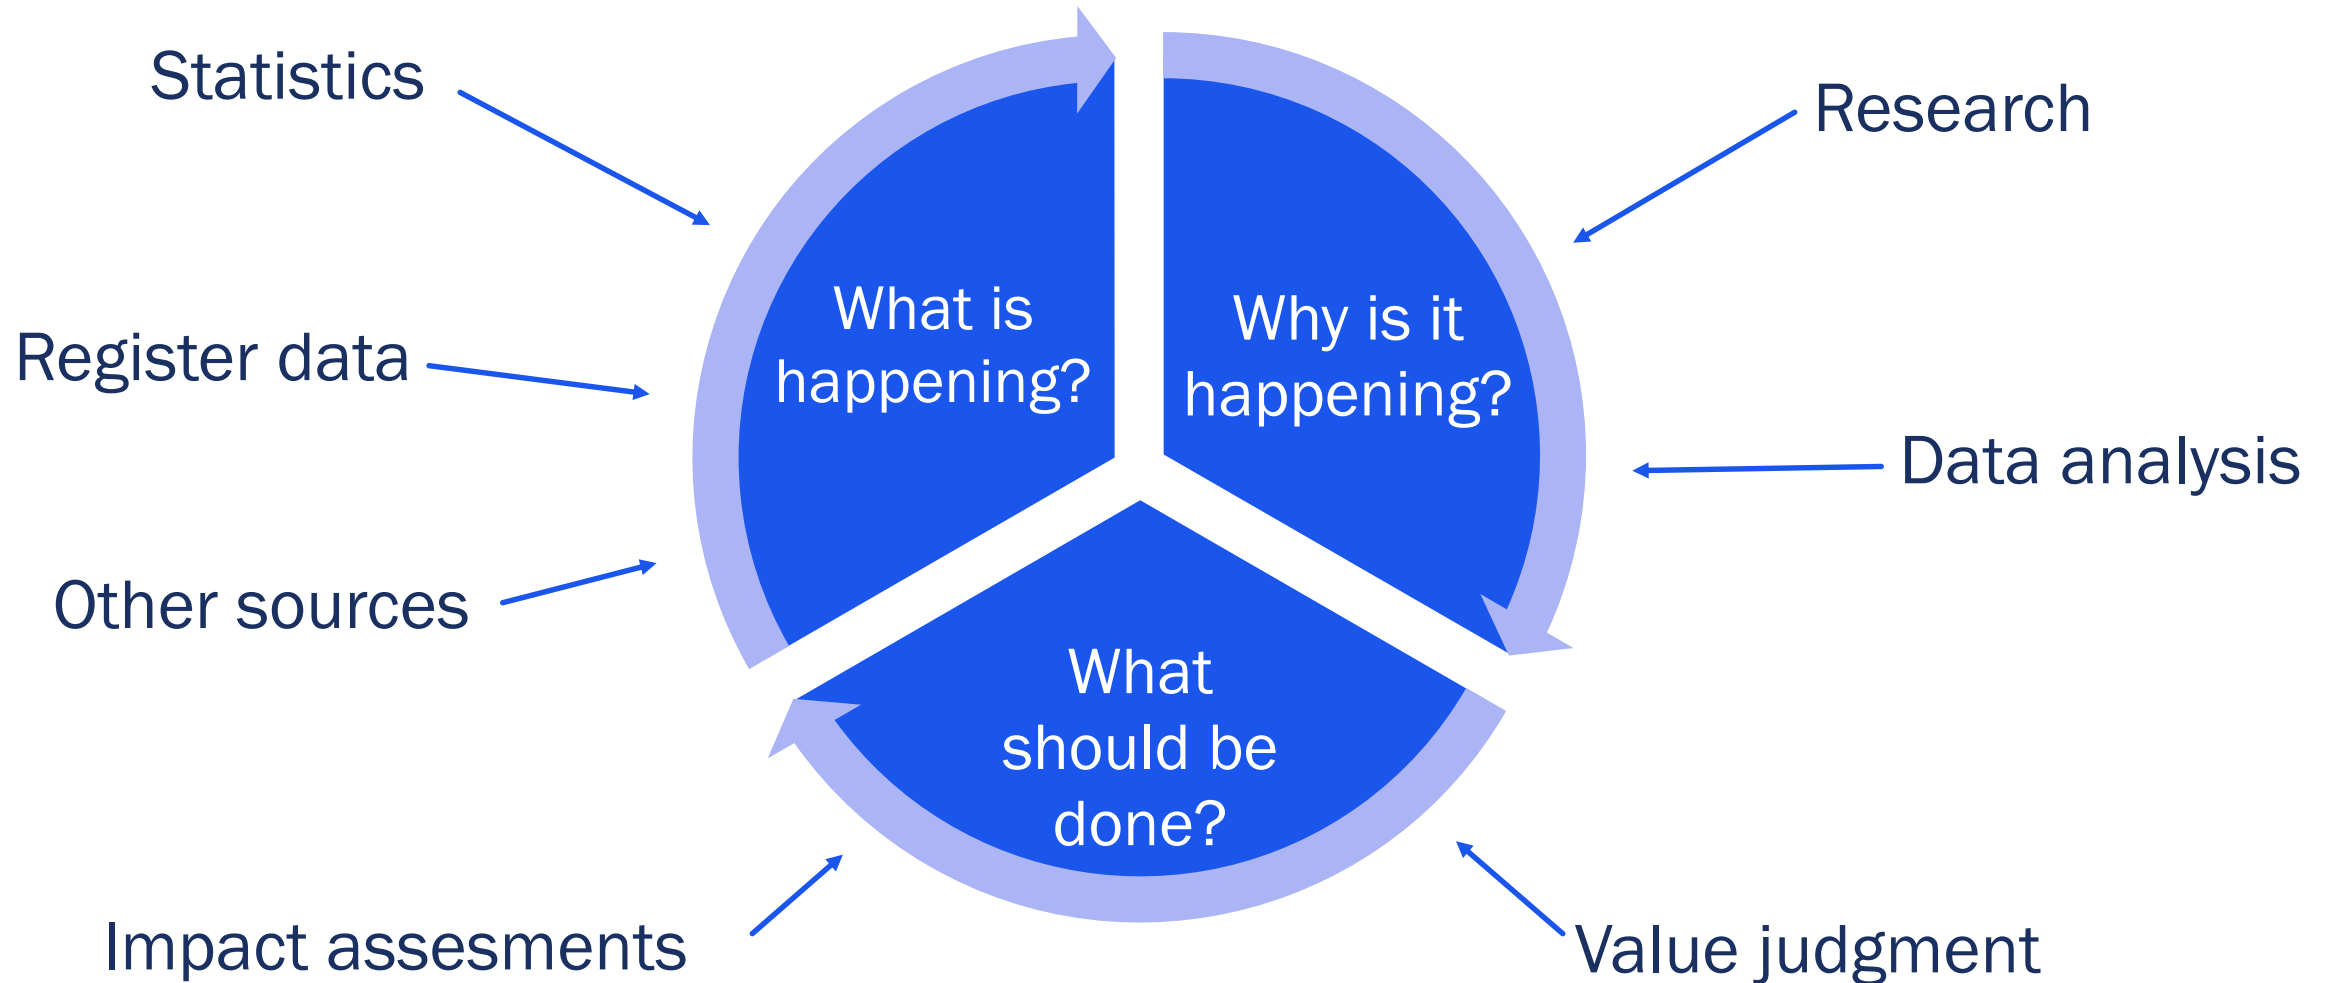 Statistics
Register data
Other sources
Impact assesments
What is
happening?
Why is it
happening?
What
should be
done?
Research
Data analysis
Value judgment